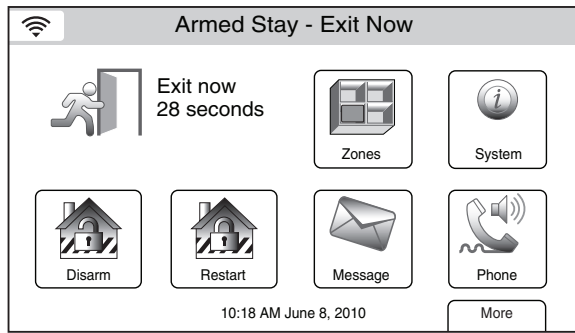 Armed Stay - Exit Now
Exit now
28 seconds
Zones
System
Disarm
Restart
Message
Phone
10:18 AM June 8, 2010
More